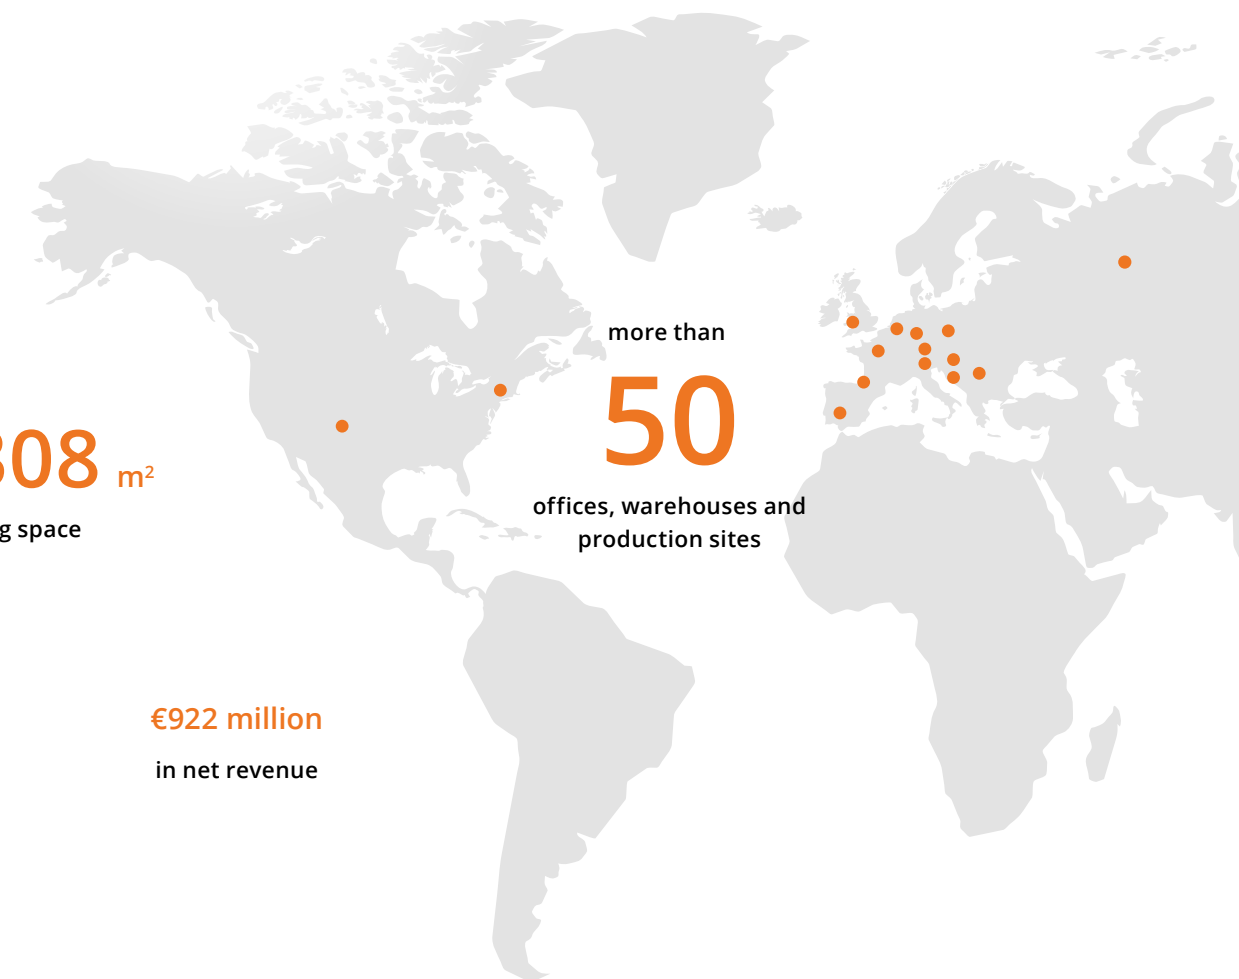 more than
50
offices, warehouses and
production sites
308 m²
space
€922 million
in net revenue